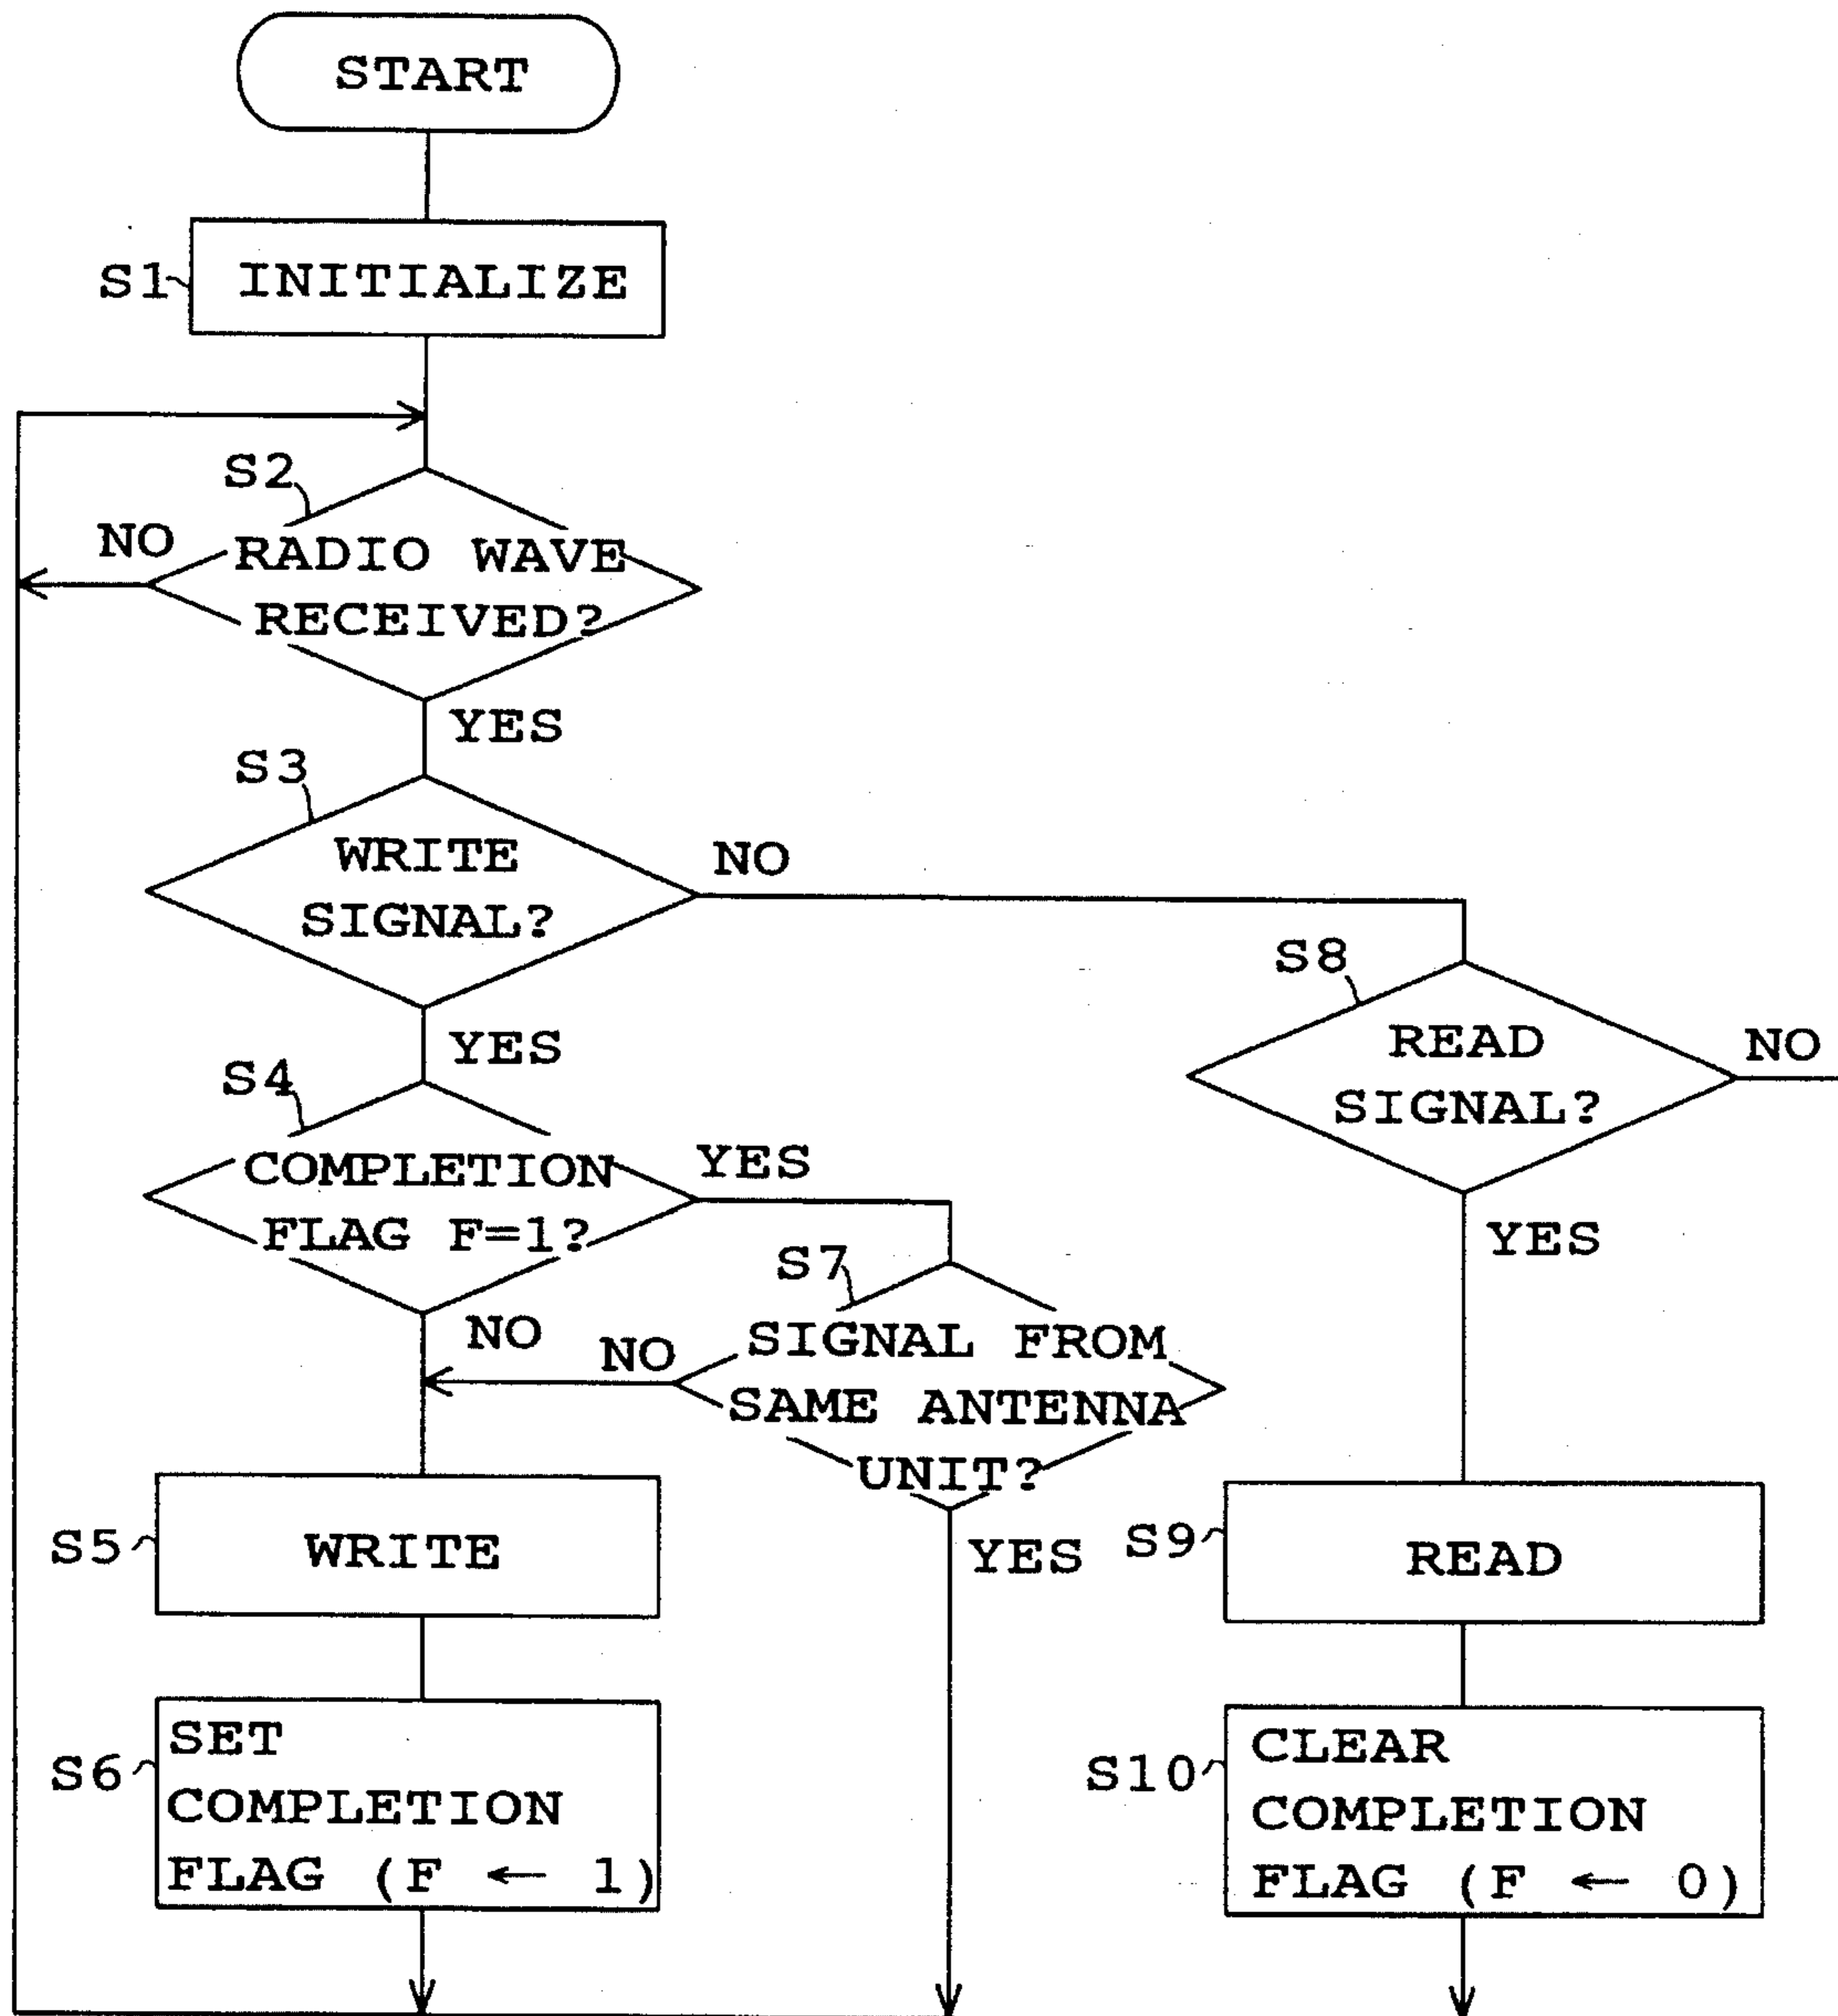 START
S1
INITIALIZE
S2
NO
RADIO WAVE
RECEIVED?
YES
S3
WRITE
SIGNAL?
NO
YES
S8
READ
SIGNAL?
NO
YES
S4
COMPLETION
FLAG F=1?
YES
NO
S7
SIGNAL FROM
SAME ANTENNA
UNIT?
NO
YES
S5
WRITE
S9
READ
S6
SET
COMPLETION
FLAG (F ← 1)
S10
CLEAR
COMPLETION
FLAG (F ← 0)